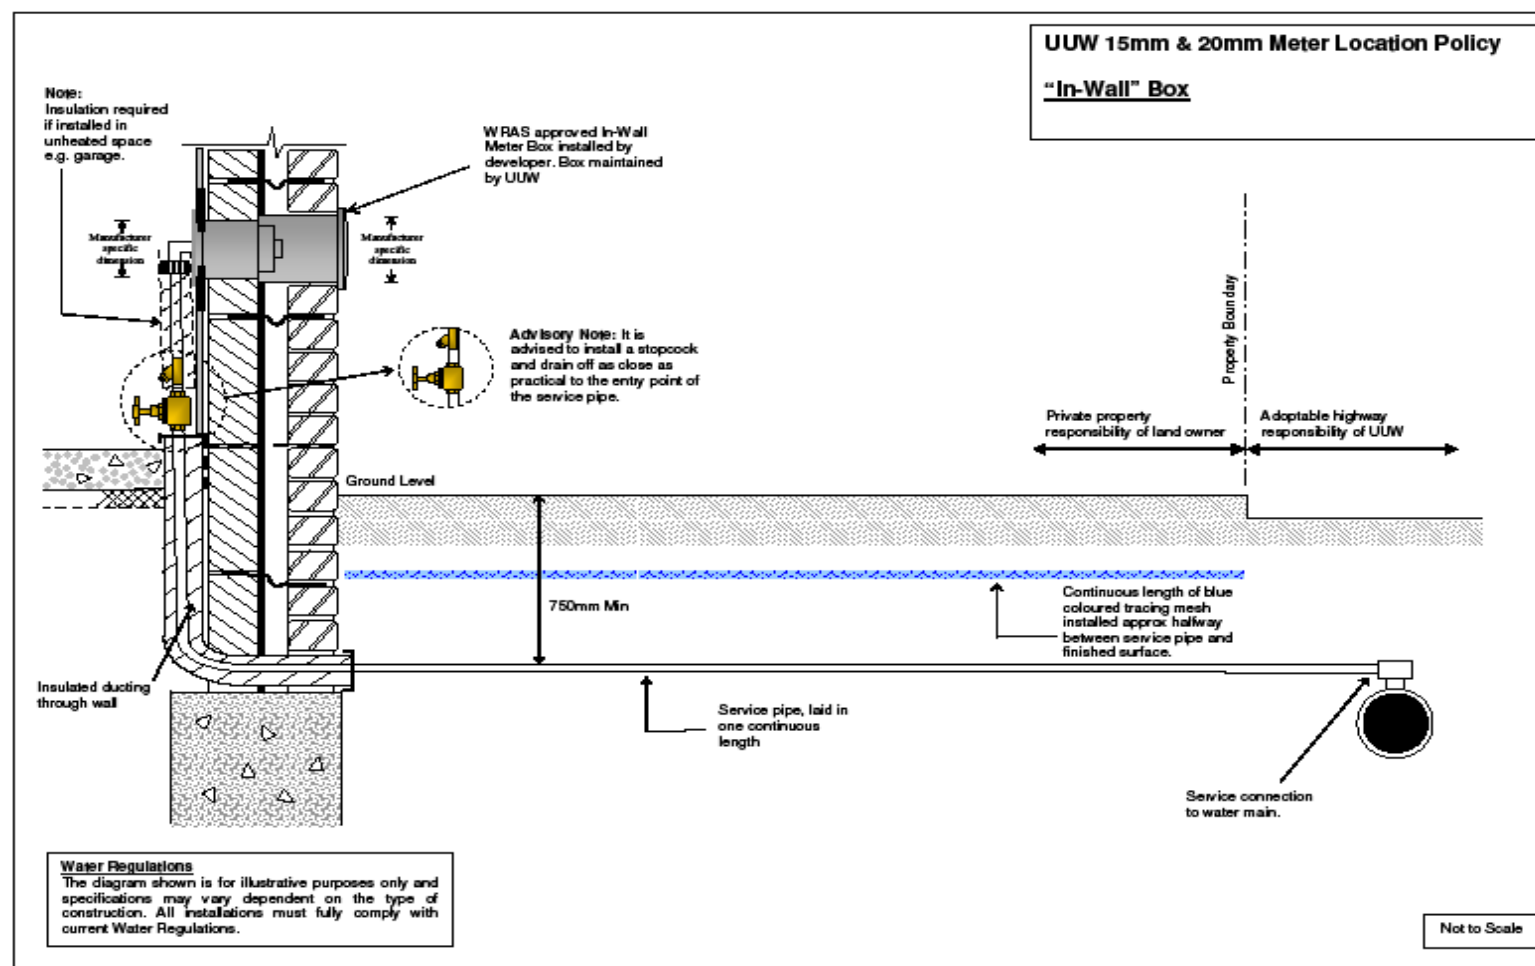 UUW 15mm & 20mm Meter Location Policy
“In-Wall” Box
Note:
Insulation required
if installed in
unheated space
e.g. garage.
WRAS approved In-Wall
Meter Box installed by
developer. Box maintained
by UUW
Manufacturer
specific
dimension
Manufacturer
specific
dimension
Advisory Note: It is
advised to install a stopcock
and drain off as close as
practical to the entry point of
the service pipe.
Property Boundary
Private property
responsibility of land owner
Adoptable highway
responsibility of UUW
Ground Level
750mm Min
Continuous length of blue
coloured tracing mesh
installed approx halfway
between service pipe and
finished surface.
Insulated ducting
through wall
Service pipe, laid in
one continuous
length
Service connection
to water main.
Water Regulations
The diagram shown is for illustrative purposes only and
specifications may vary dependent on the type of
construction. All installations must fully comply with
current Water Regulations.
Not to Scale